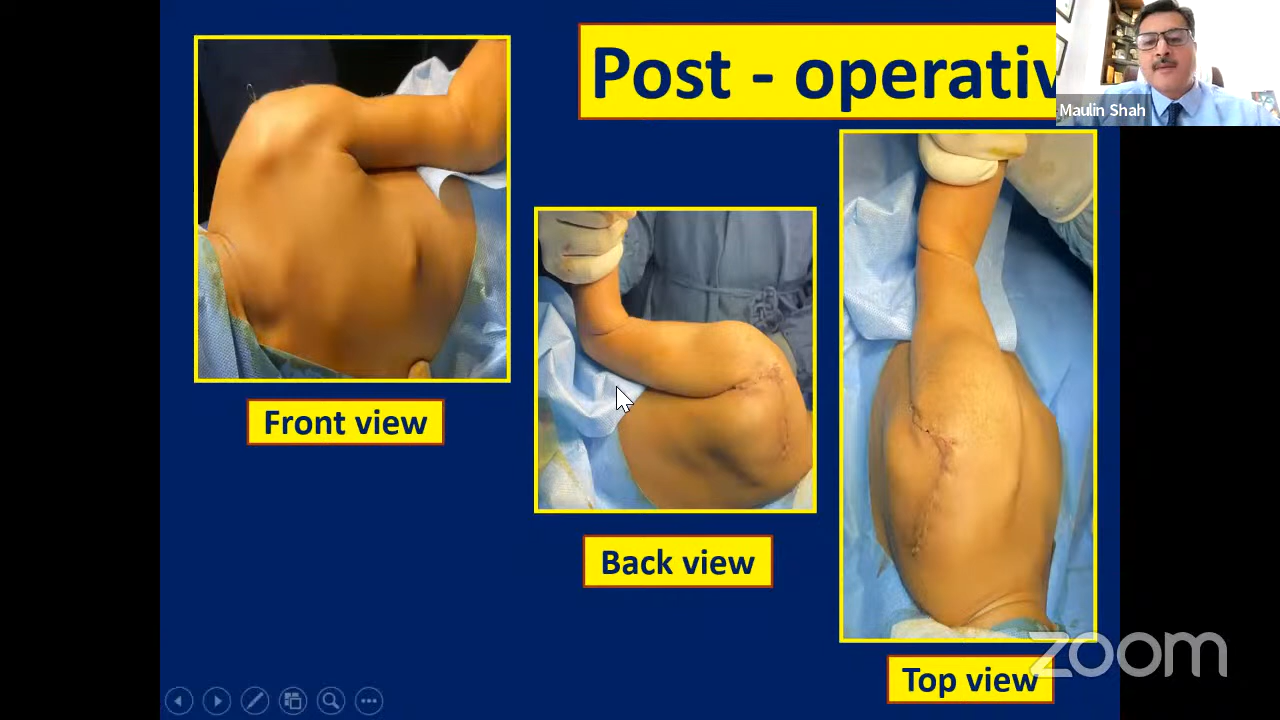 Post - operativ
Maulin Shah
Front view
Back view
Top view
zoom